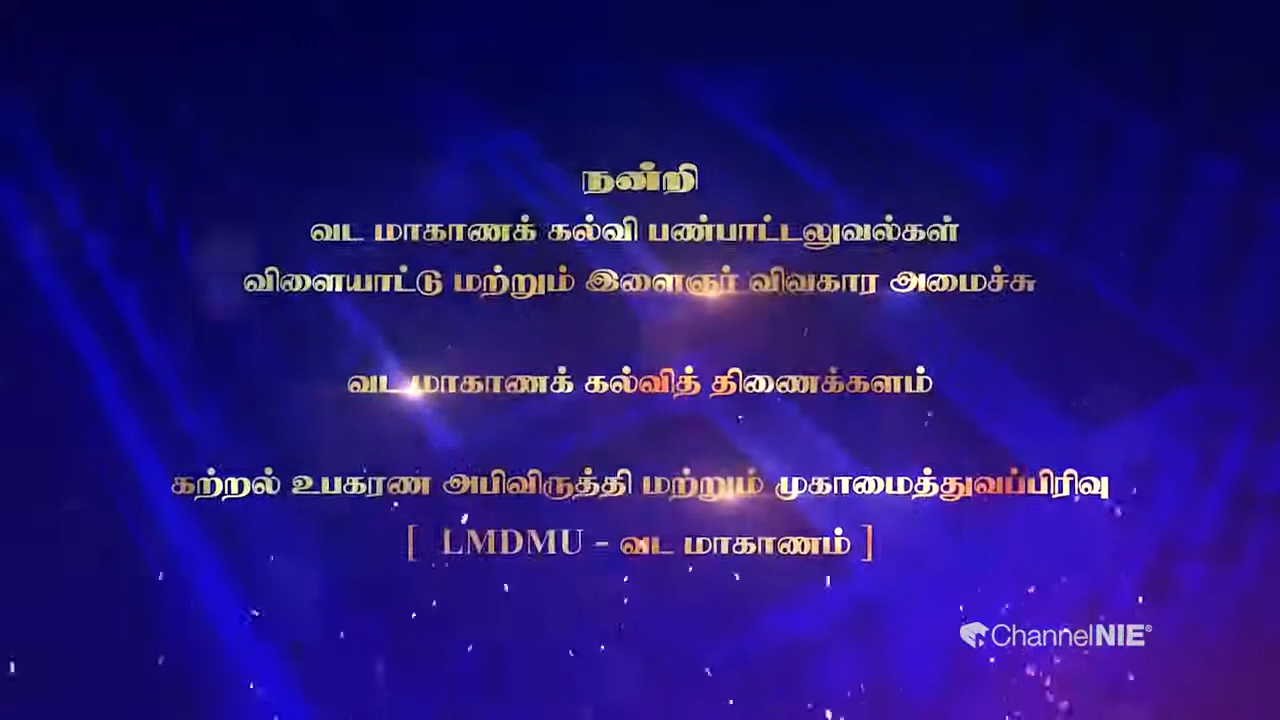 நன்றி
வட மாகாணக் கல்வி பண்பாட்டலுவல்கள்
விளையாட்டு மற்றும் இளைஞர் விவகார அமைச்சு
வட மாகாணக் கல்வித் திணைக்களம்
கற்றல் உபகரண அபிவிருத்தி மற்றும் முகாமைத்துவப்பிரிவு
[ LMDMU - வட மாகாணம் ]
ChannelNIE®